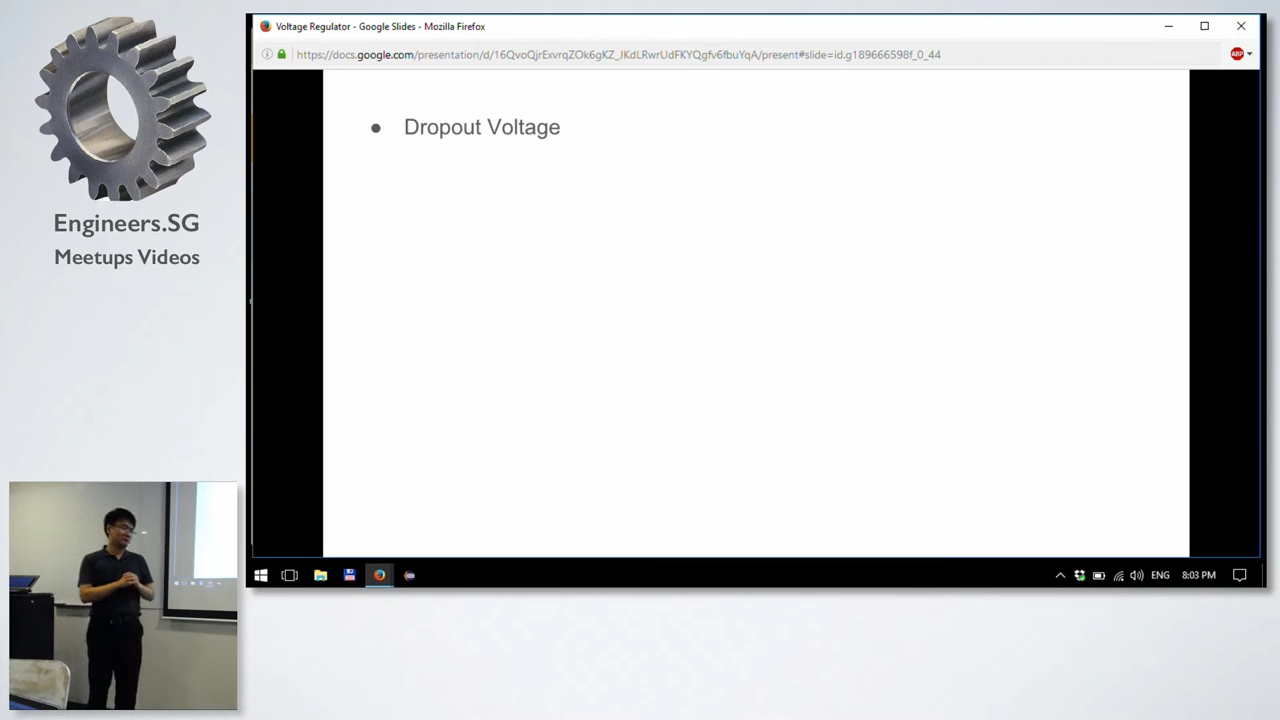 Engineers.SG
Meetups Videos
Voltage Regulator - Google Slides - Mozilla Firefox
https://docs.google.com/presentation/d/16QvoQjrExvrqZOk6gKZ_JKdLRwrUdFKYQgfv6fbuYqA/present#slide=id.g189666598f_0_44
ABP
● Dropout Voltage
ENG
8:03 PM